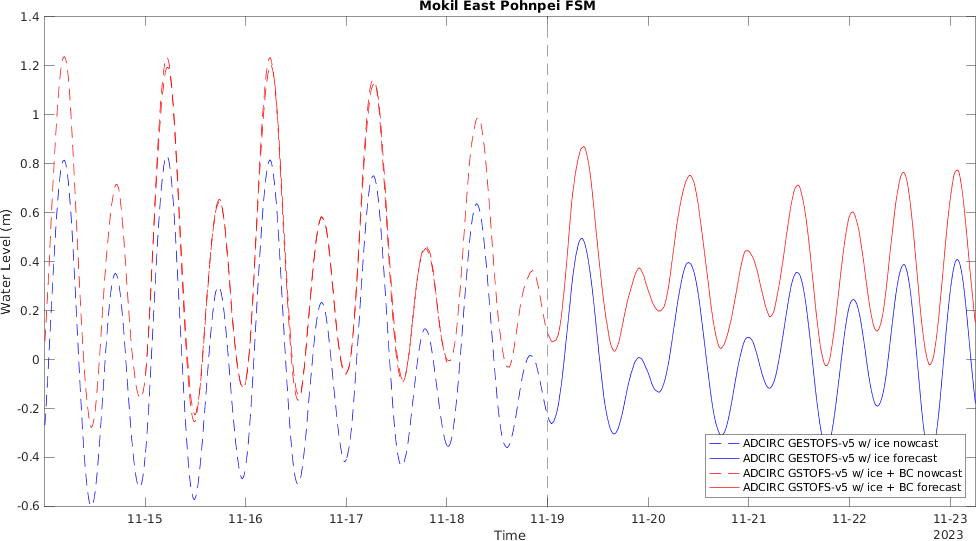 Mokil East Pohnpei FSM
1.4
1.2
1
0.8
0.6
0.4
0.2
0
-0.2
-0.4
-0.6
Water Level (m)
ADCIRC GESTOFS-v5 w/ ice nowcast
ADCIRC GESTOFS-v5 w/ ice forecast
ADCIRC GSTOFS-v5 w/ ice + BC nowcast
ADCIRC GSTOFS-v5 w/ ice + BC forecast
11-15 11-16 11-17 11-18 11-19 11-20 11-21 11-22 11-23
Time 2023